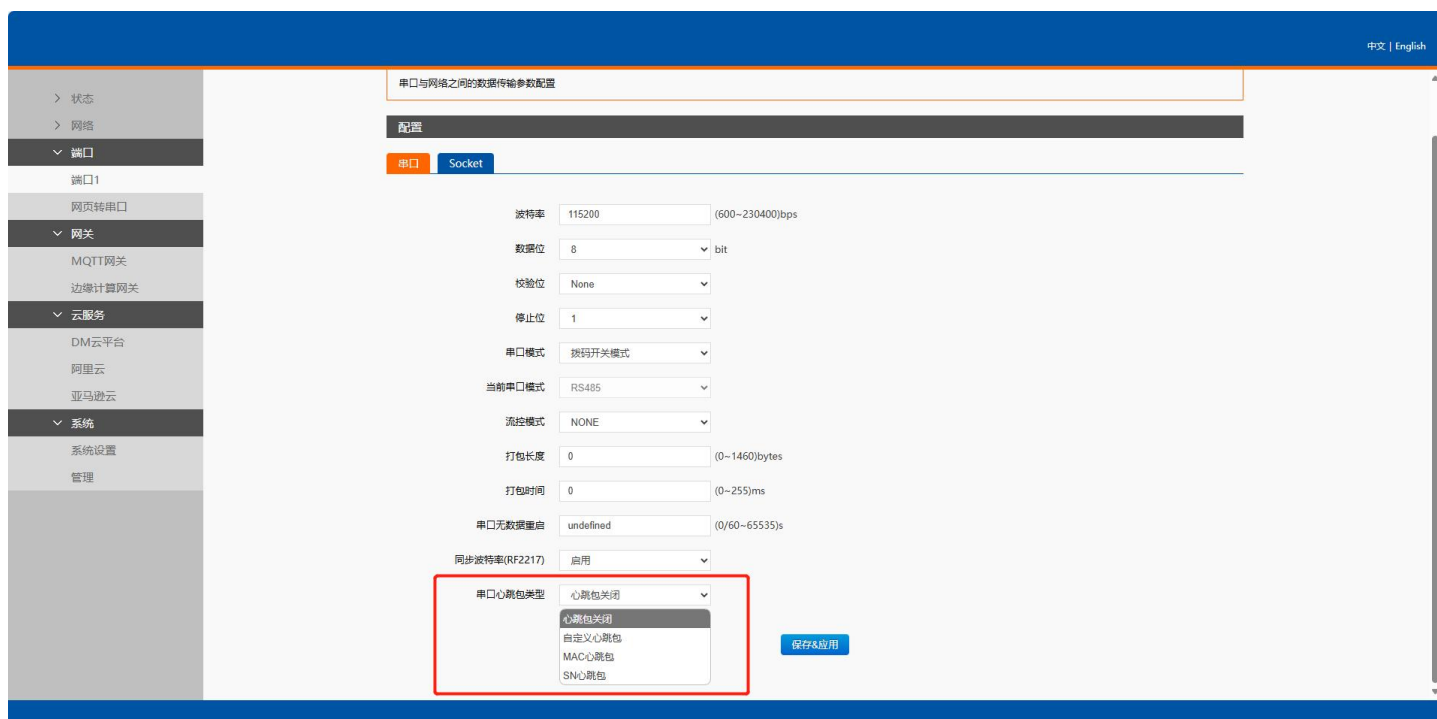 中文 | English
串口与网络之间的数据传输参数配置
状态
网络
端口
端口1
网页转串口
网关
MQTT网关
边缘计算网关
云服务
DM云平台
阿里云
亚马逊云
系统
系统设置
管理
配置
串口 Socket
波特率 115200 (600~230400)bps
数据位 8 bit
校验位 None
停止位 1
串口模式 拨码开关模式
当前串口模式 RS485
流控模式 NONE
打包长度 0 (0~1460)bytes
打包时间 0 (0~255)ms
串口无数据重启 undefined (0/60~65535)s
同步波特率(RF2217) 启用
串口心跳包类型 心跳包关闭
心跳包关闭
自定义心跳包
MAC心跳包
SN心跳包
保存&应用